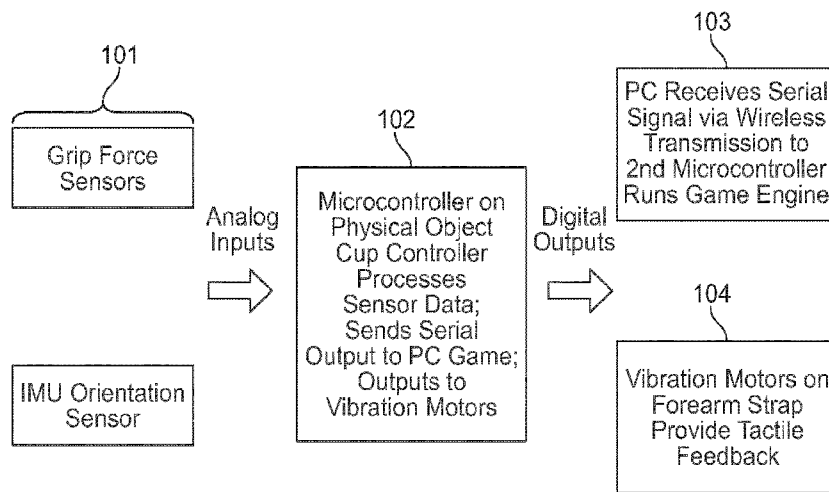 101
Grip Force
Sensors
IMU Orientation
Sensor
Analog
Inputs
102
Microcontroller on
Physical Object
Cup Controller
Processes
Sensor Data;
Sends Serial
Output to PC Game;
Outputs to
Vibration Motors
Digital
Outputs
103
PC Receives Serial
Signal via Wireless
Transmission to
2nd Microcontroller
Runs Game Engine
104
Vibration Motors on
Forearm Strap
Provide Tactile
Feedback